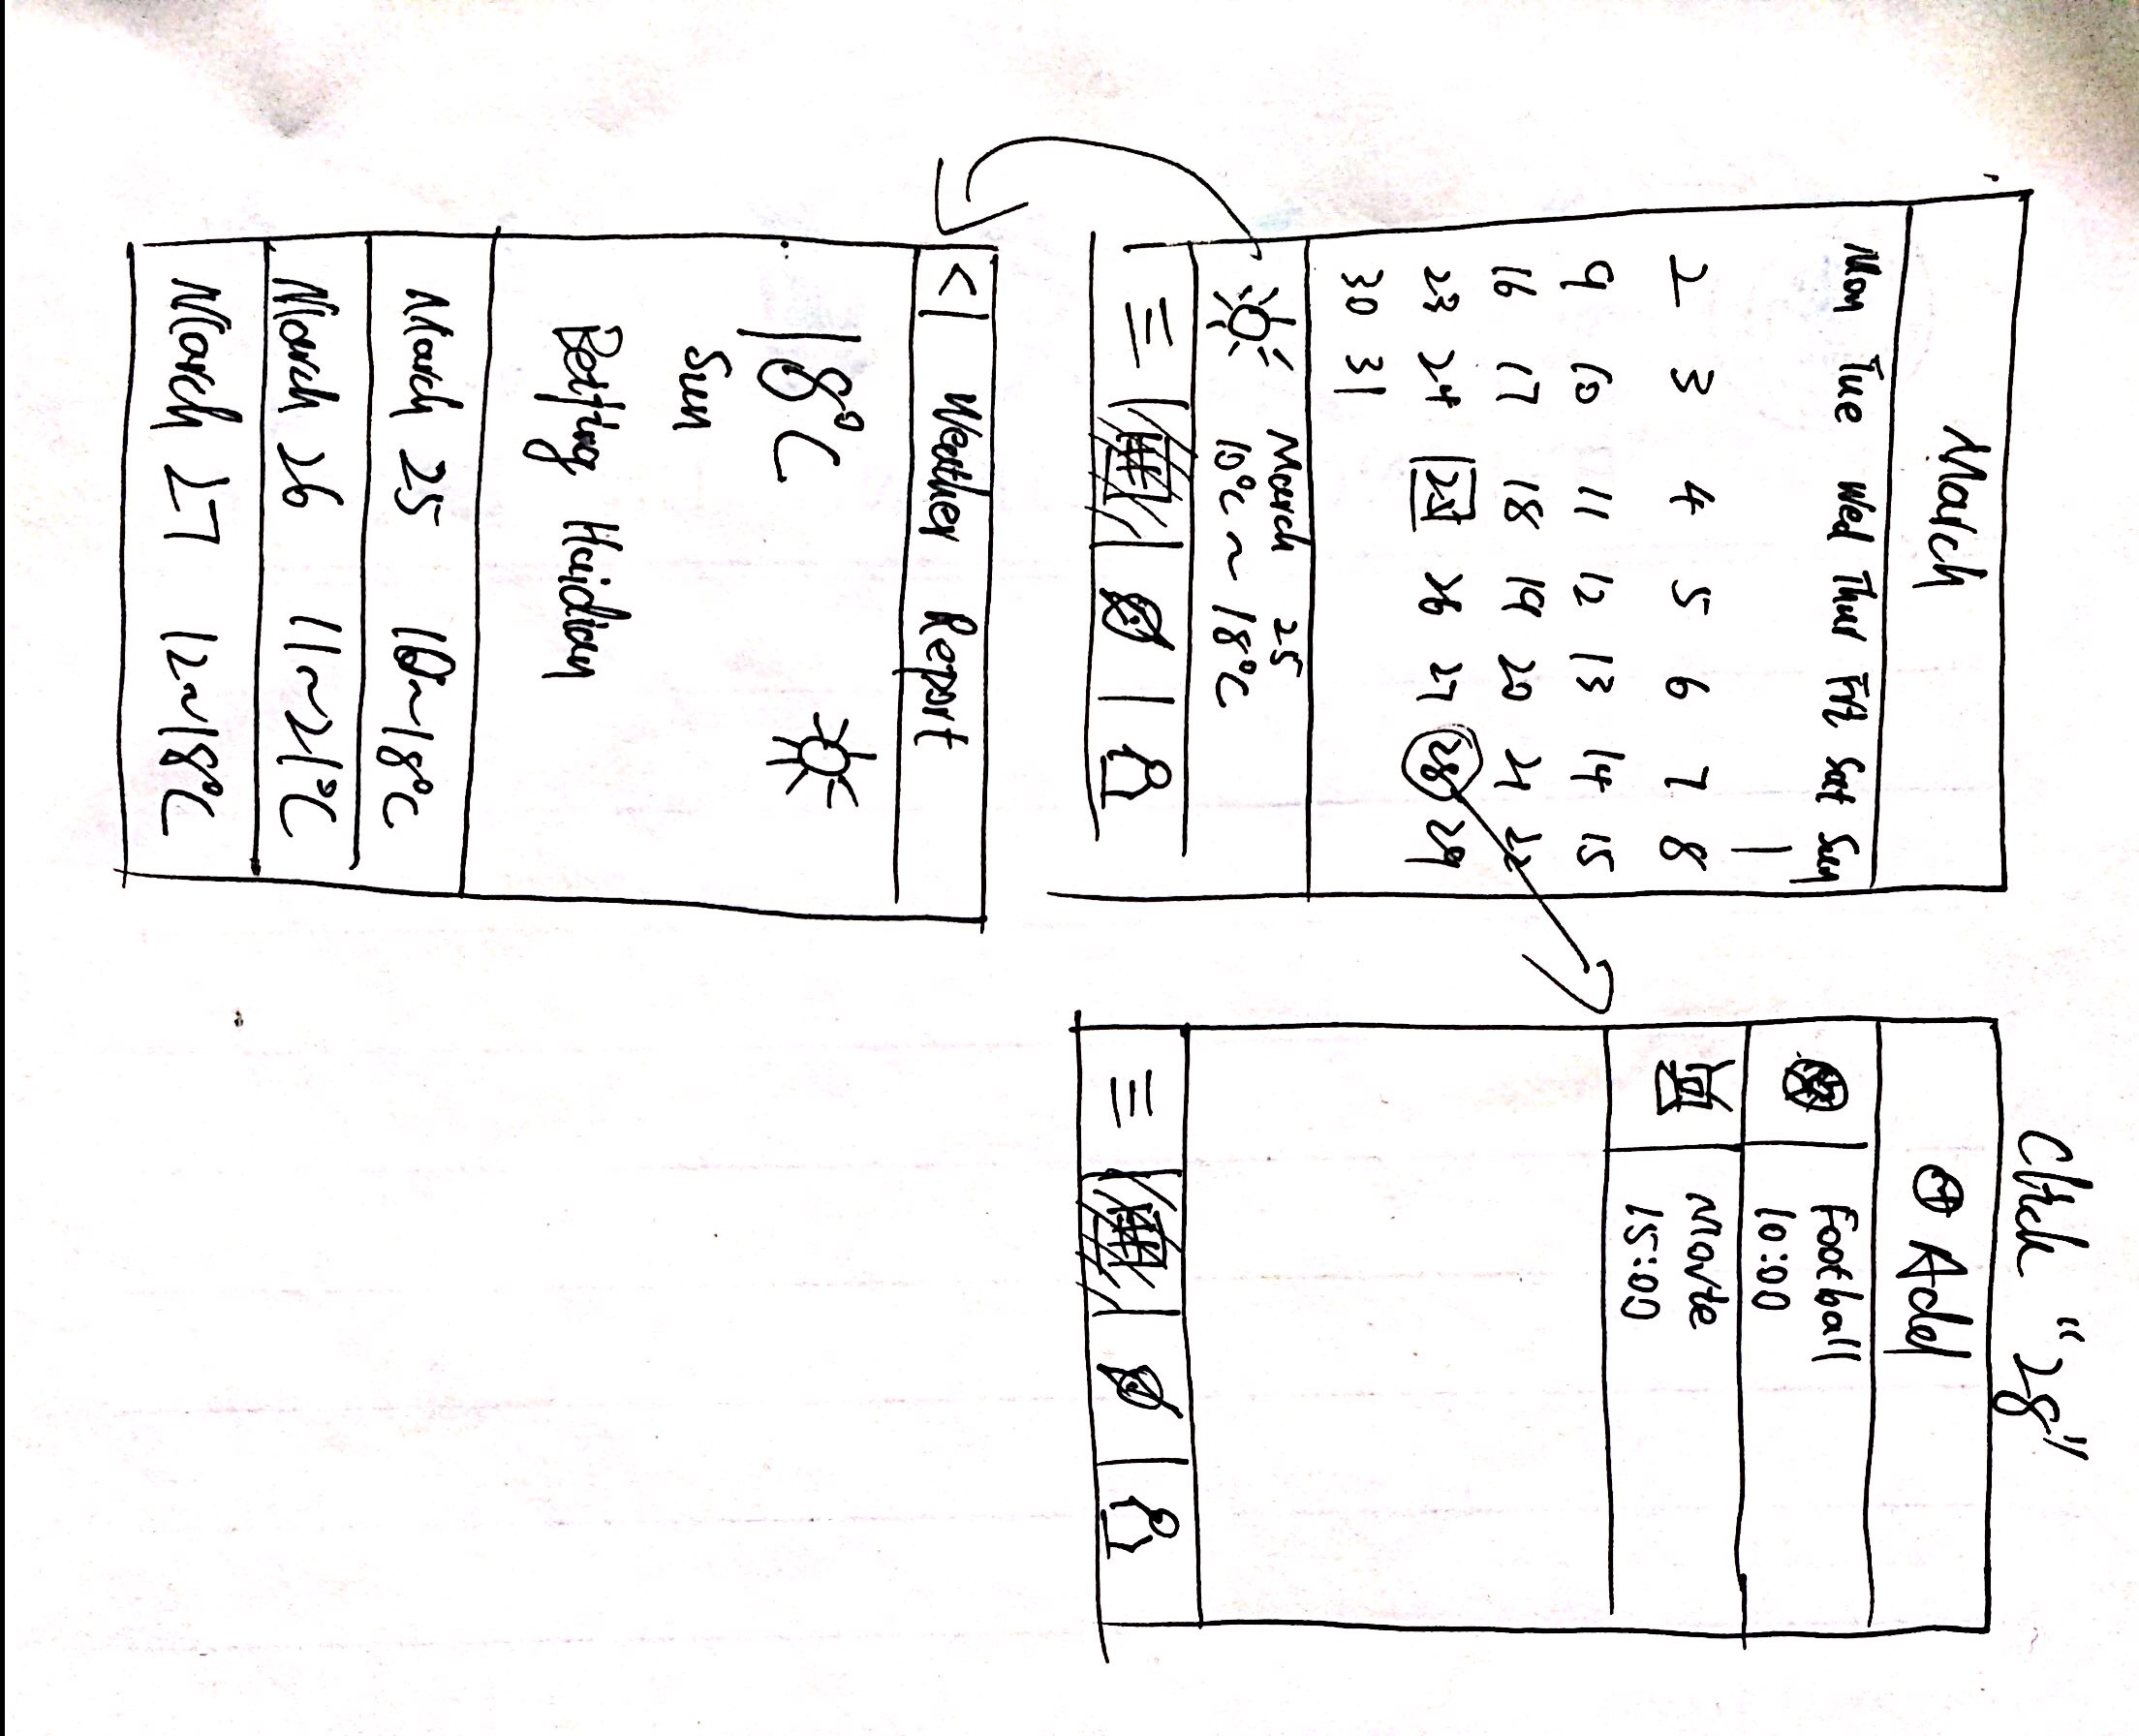 March
Mon Tue Wed Thur Fri Sat Sun
1
2 3 4 5 6 7 8
9 10 11 12 13 14 15
16 17 18 19 20 21 22
23 24 25 26 27 28 29
30 31
March 25
10°C ~ 18°C
Click "28"
⊕ Add
Football
10:00
Movie
15:00
< Weather Report
18°C
Sun
Beijing Haidian
March 25 10~18°C
March 26 11~21°C
March 27 12~18°C